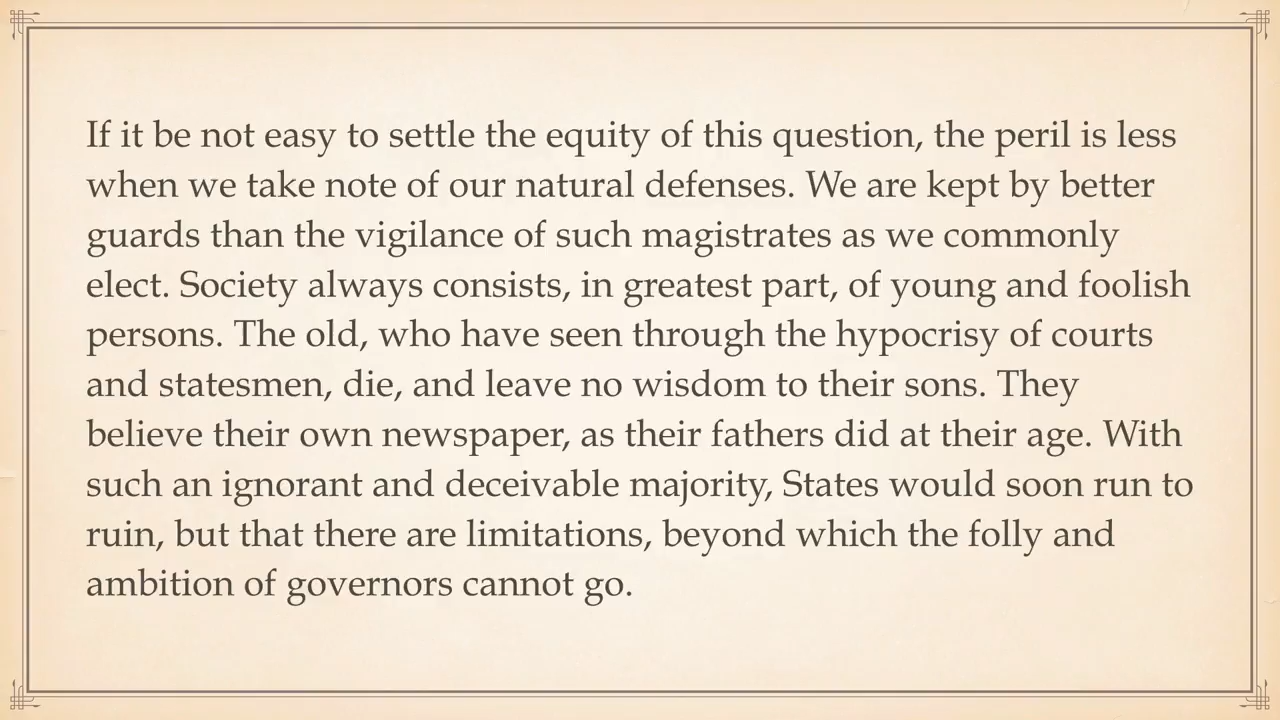 If it be not easy to settle the equity of this question, the peril is less
when we take note of our natural defenses. We are kept by better
guards than the vigilance of such magistrates as we commonly
elect. Society always consists, in greatest part, of young and foolish
persons. The old, who have seen through the hypocrisy of courts
and statesmen, die, and leave no wisdom to their sons. They
believe their own newspaper, as their fathers did at their age. With
such an ignorant and deceivable majority, States would soon run to
ruin, but that there are limitations, beyond which the folly and
ambition of governors cannot go.